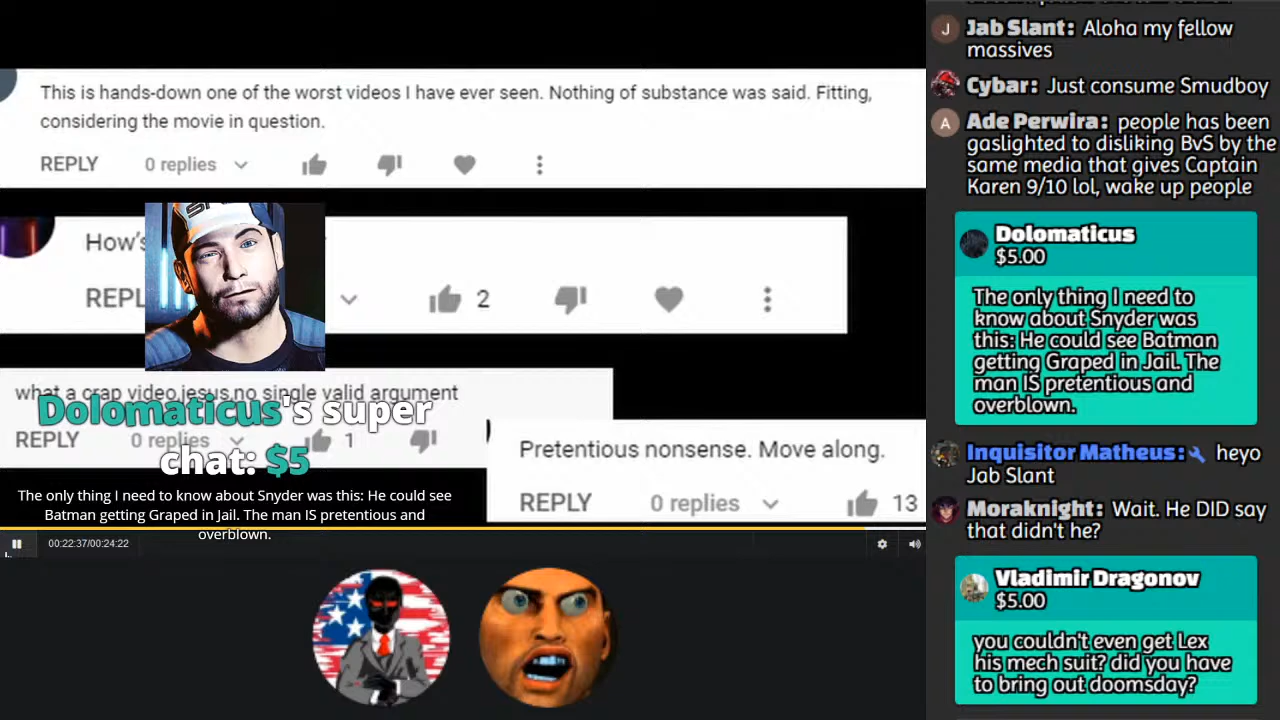 This is hands-down one of the worst videos I have ever seen. Nothing of substance was said. Fitting,
considering the movie in question.
REPLY 0 replies
How's
REPL
2
what a crap video,jesus,no single valid argument
REPLY 0 replies 1
Pretentious nonsense. Move along.
REPLY 0 replies 13
Dolomaticus's super
chat: $5
The only thing I need to know about Snyder was this: He could see
Batman getting Graped in Jail. The man IS pretentious and
overblown.
00:22:37/00:24:22
J Jab Slant: Aloha my fellow
massives
Cybar: Just consume Smudboy
A Ade Perwira: people has been
gaslighted to disliking BvS by the
same media that gives Captain
Karen 9/10 lol, wake up people
Dolomaticus
$5.00
The only thing I need to
know about Snyder was
this: He could see Batman
getting Graped in Jail. The
man IS pretentious and
overblown.
Inquisitor Matheus: heyo
Jab Slant
Moraknight: Wait. He DID say
that didn't he?
Vladimir Dragonov
$5.00
you couldn't even get Lex
his mech suit? did you have
to bring out doomsday?